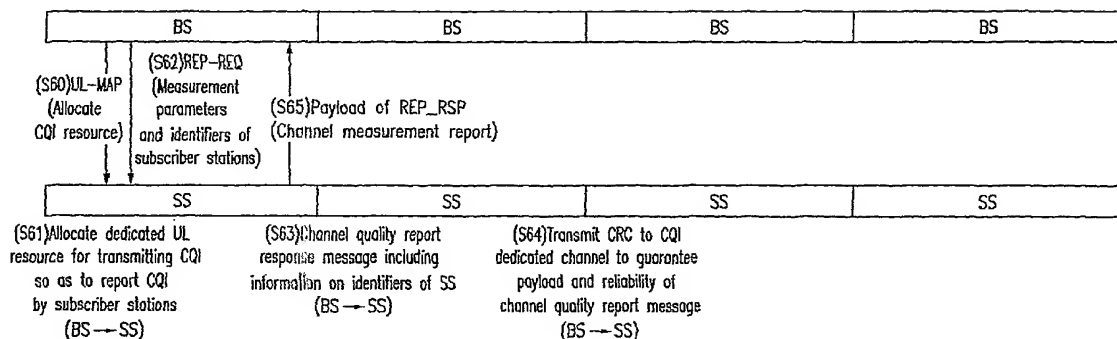 BS BS BS BS
(S60)UL-MAP
(Allocate
CQI resource)
(S62)REP-REQ
(Measurement
parameters
and identifiers of
subscriber stations)
(S65)Payload of REP_RSP
(Channel measurement report)
SS SS SS SS
(S61)Allocate dedicated UL
resource for transmitting CQI
so as to report CQI
by subscriber stations
(BS→SS)
(S63)Channel quality report
response message including
information on identifiers of SS
(BS→SS)
(S64)Transmit CRC to CQI
dedicated channel to guarantee
payload and reliability of
channel quality report message
(BS→SS)